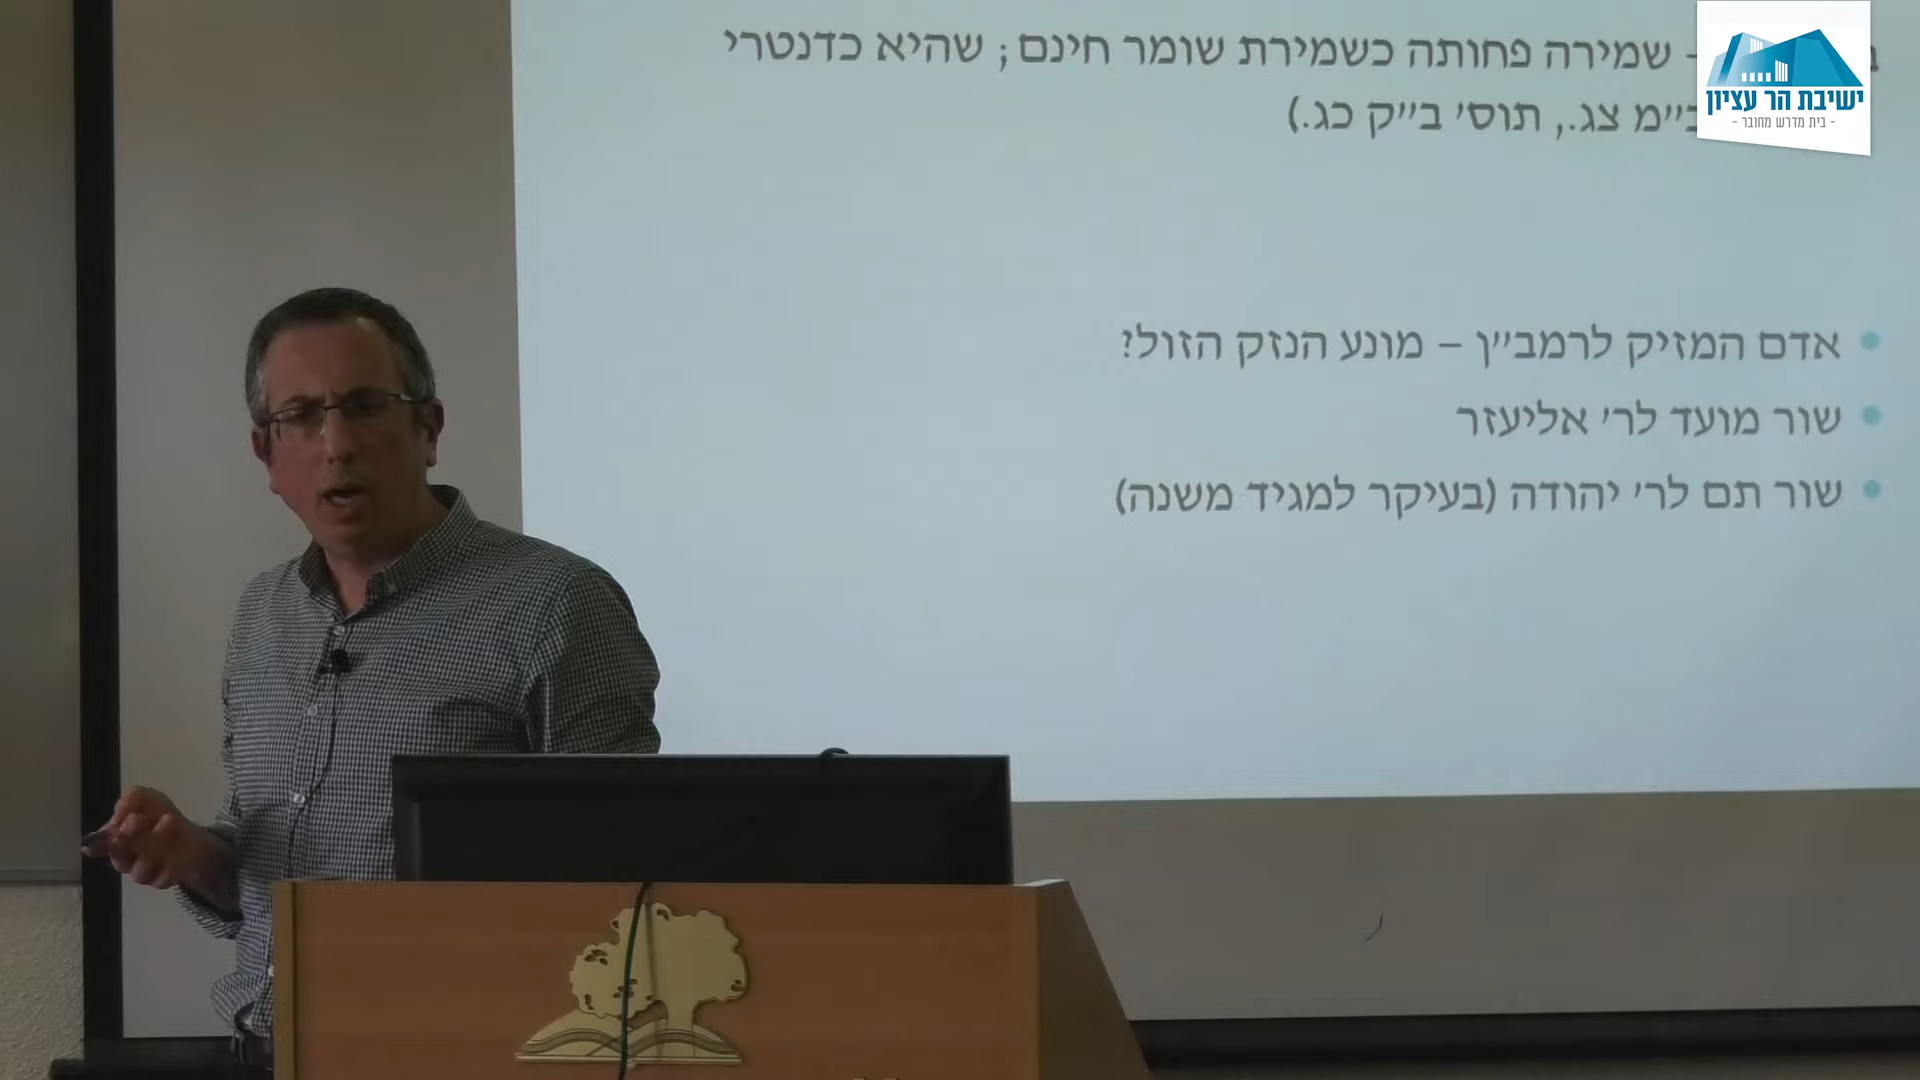 – שמירה פחותה כשמירת שומר חינם; שהיא כדנטרי
צג., תוס׳ ב״ק כג.)
אדם המזיק לרמב״ן – מונע הנזק הזול?
שור מועד לר׳ אליעזר
שור תם לר׳ יהודה (בעיקר למגיד משנה)
ישיבת הר עציון
- בית מדרש מחובר -